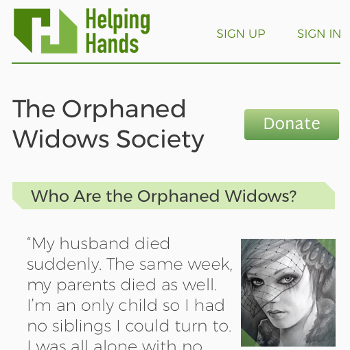 Helping
Hands
SIGN UP
SIGN IN
The Orphaned
Widows Society
Donate
Who Are the Orphaned Widows?
“My husband died
suddenly. The same week,
my parents died as well.
I’m an only child so I had
no siblings I could turn to.
I was all alone with no